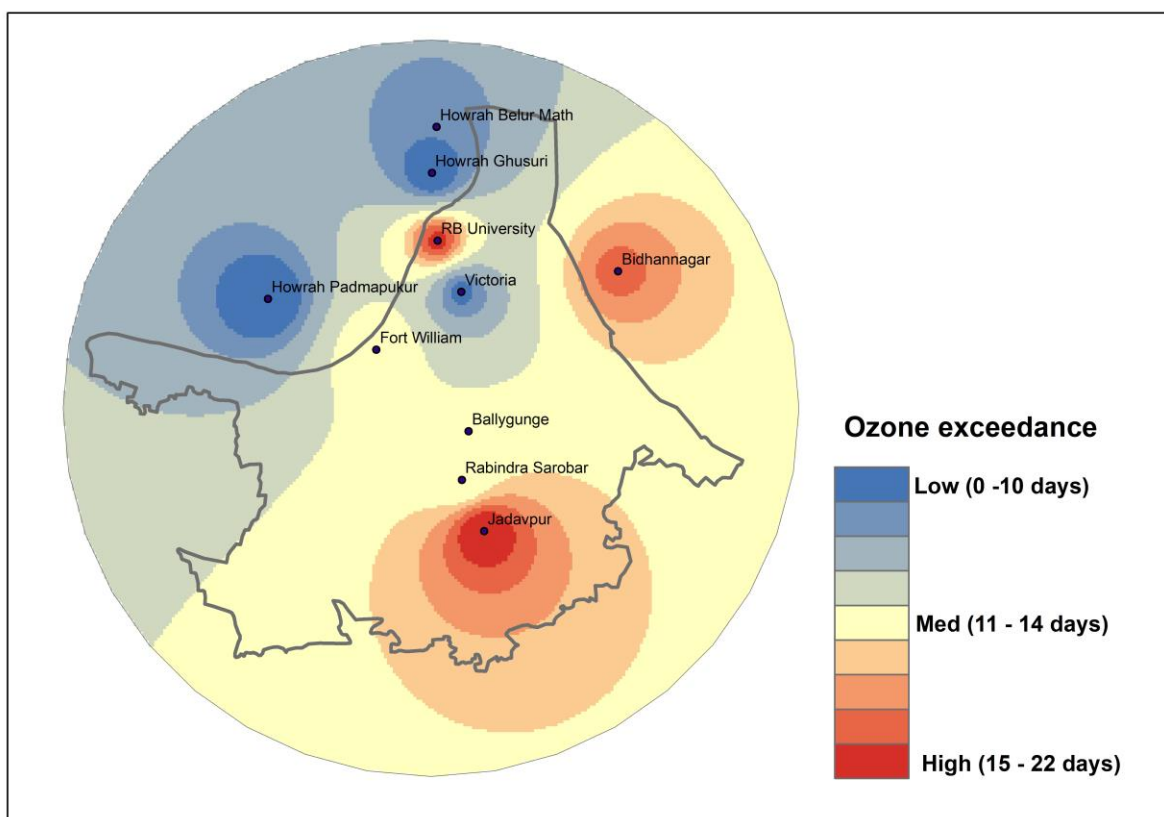 Howrah Belur Math
Howrah Ghusuri
RB University
Bidhannagar
Victoria
Howrah Padmapukur
Fort William
Ballygunge
Rabindra Sarobar
Jadavpur
Ozone exceedance
Low (0 -10 days)
Med (11 - 14 days)
High (15 - 22 days)